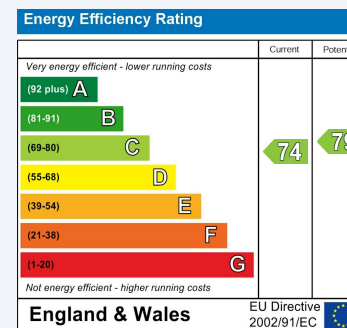 Energy Efficiency Rating
Current Poten
Very energy efficient - lower running costs
(92 plus) A
(81-91) B
(69-80) C 74 79
(55-68) D
(39-54) E
(21-38) F
(1-20) G
Not energy efficient - higher running costs
England & Wales
EU Directive
2002/91/EC